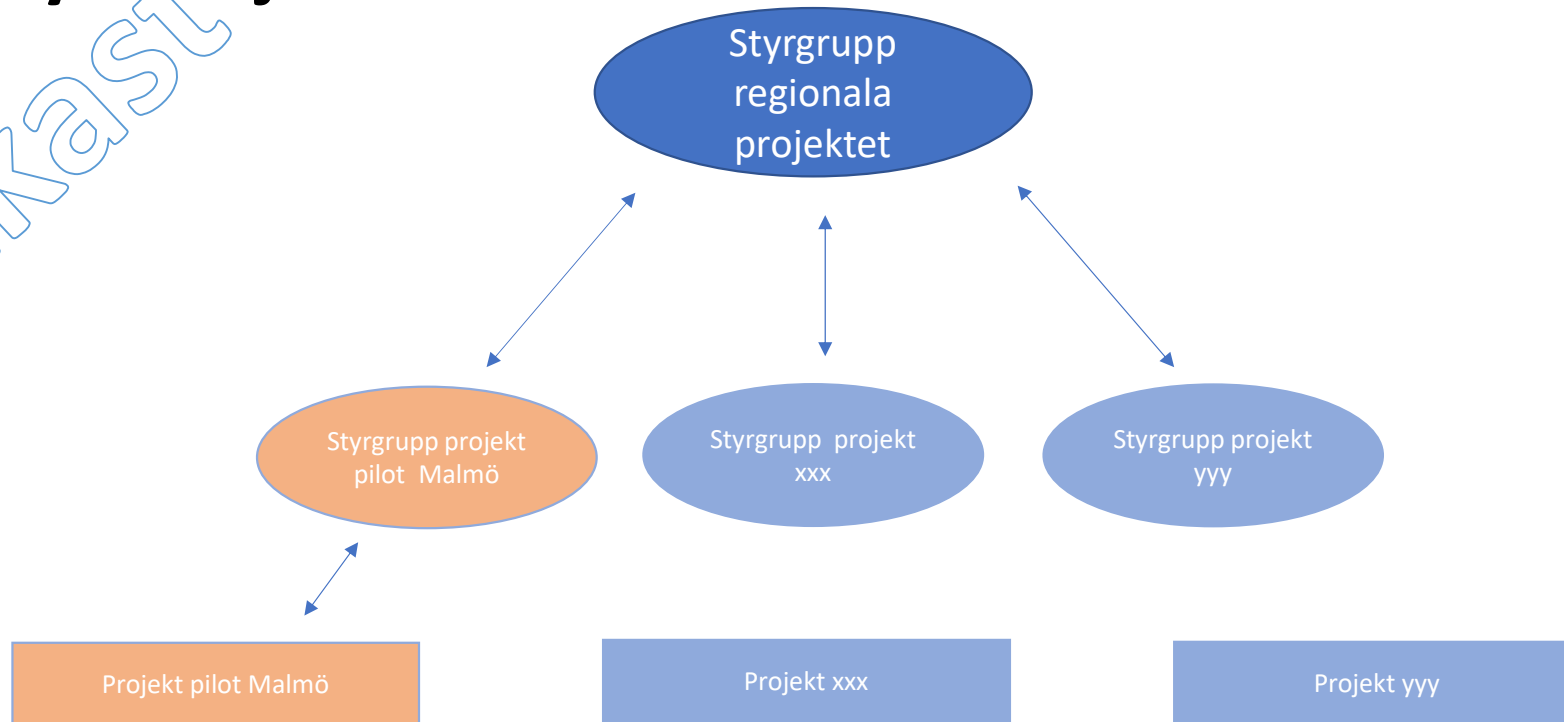 Styrgrupp
regionala
projektet
Styrgrupp projekt
pilot  Malmö
Styrgrupp  projekt
xxx
Styrgrupp projekt
yyy
Projekt pilot Malmö
Projekt xxx
Projekt yyy